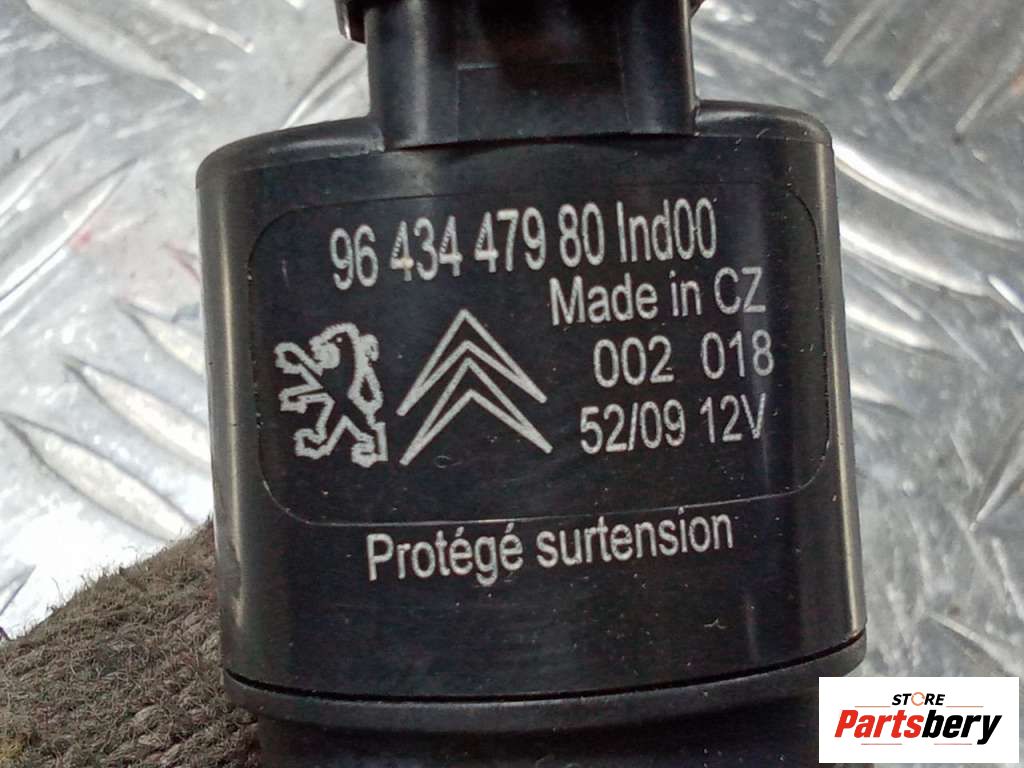 96 434 479 80 Ind00
Made in CZ
002 018
52/09 12V
Protégé surtension
STORE
Partsbery